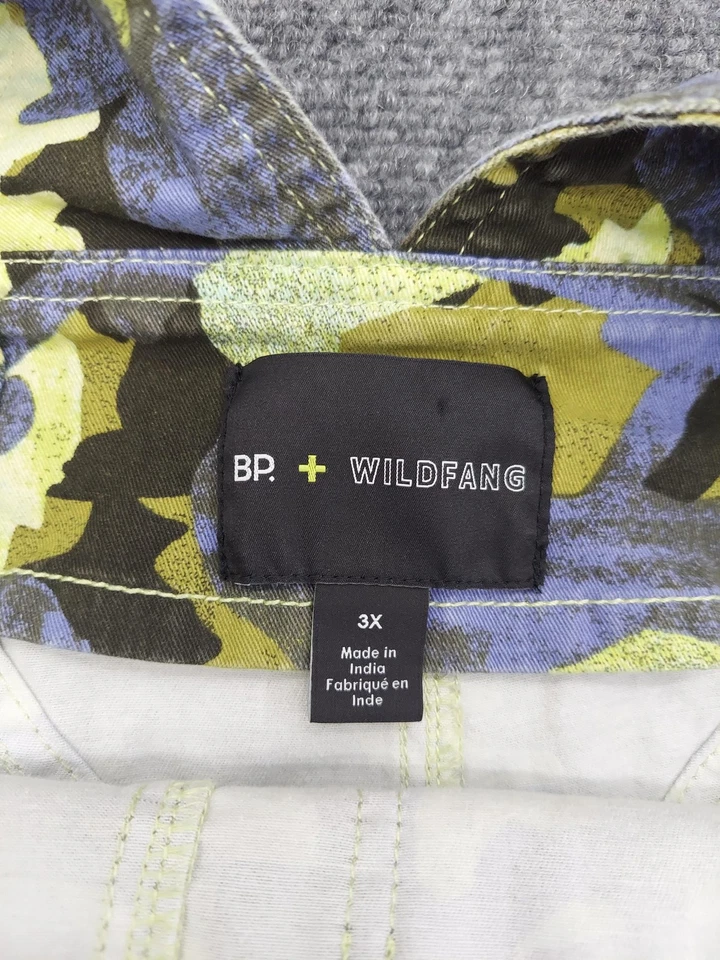 BP. + WILDFANG
3X
Made in
India
Fabriqué en
Inde